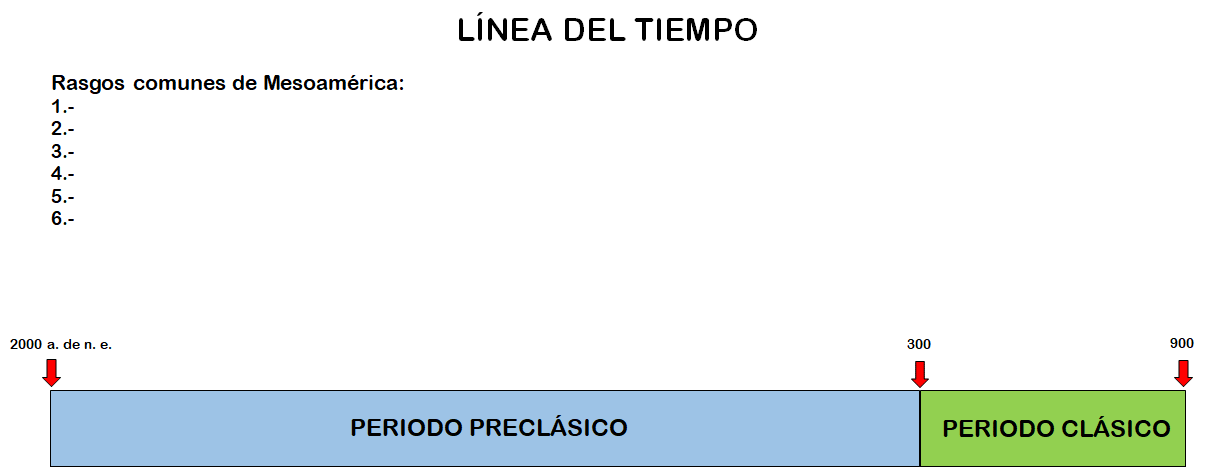 LÍNEA DEL TIEMPO
Rasgos comunes de Mesoamérica:
1.-
2.-
3.-
4.-
5.-
6.-
2000 a. de n. e.
300
900
PERIODO PRECLÁSICO
PERIODO CLÁSICO